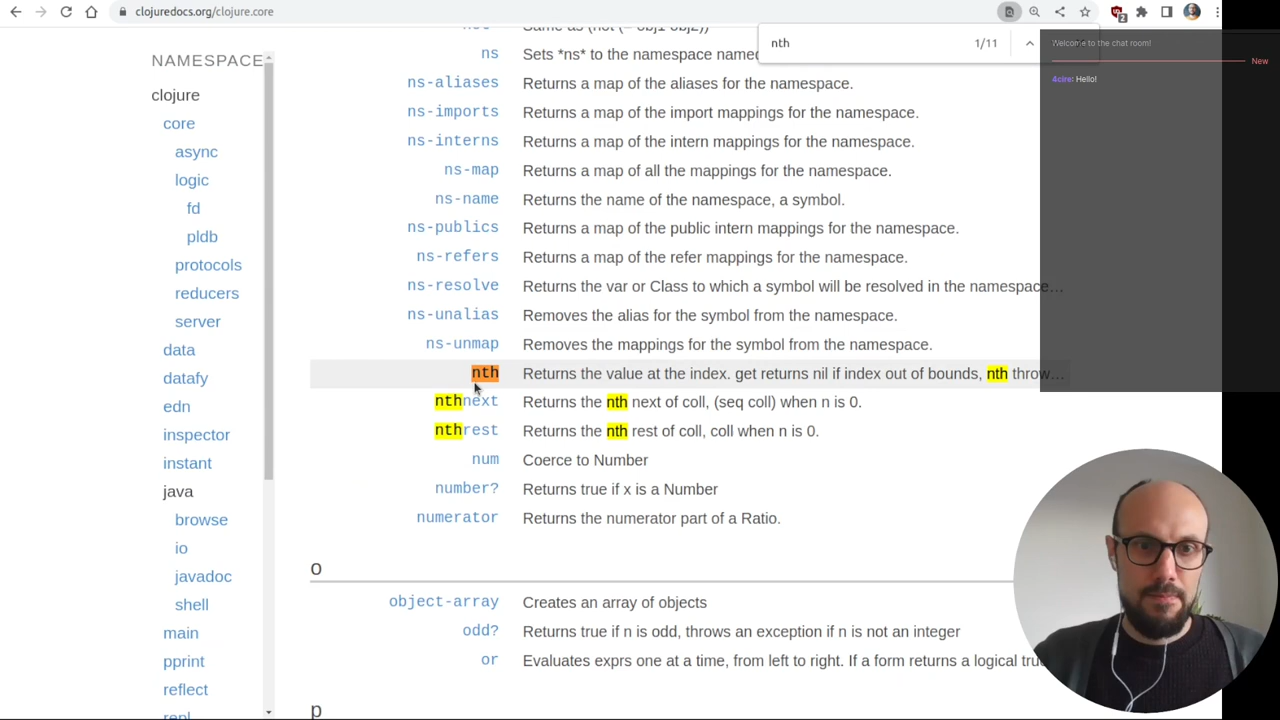 clojuredocs.org/clojure.core
2
nth
1/11
Welcome to the chat room!
New
4cire: Hello!
NAMESPACE
clojure
core
async
logic
fd
pldb
protocols
reducers
server
data
datafy
edn
inspector
instant
java
browse
io
javadoc
shell
main
pprint
reflect
repl
not Same as (not (= obj1 obj2))
ns Sets *ns* to the namespace named
ns-aliases Returns a map of the aliases for the namespace.
ns-imports Returns a map of the import mappings for the namespace.
ns-interns Returns a map of the intern mappings for the namespace.
ns-map Returns a map of all the mappings for the namespace.
ns-name Returns the name of the namespace, a symbol.
ns-publics Returns a map of the public intern mappings for the namespace.
ns-refers Returns a map of the refer mappings for the namespace.
ns-resolve Returns the var or Class to which a symbol will be resolved in the namespace…
ns-unalias Removes the alias for the symbol from the namespace.
ns-unmap Removes the mappings for the symbol from the namespace.
nth Returns the value at the index. get returns nil if index out of bounds, nth throw…
nthnext Returns the nth next of coll, (seq coll) when n is 0.
nthrest Returns the nth rest of coll, coll when n is 0.
num Coerce to Number
number? Returns true if x is a Number
numerator Returns the numerator part of a Ratio.
o
object-array Creates an array of objects
odd? Returns true if n is odd, throws an exception if n is not an integer
or Evaluates exprs one at a time, from left to right. If a form returns a logical true
p